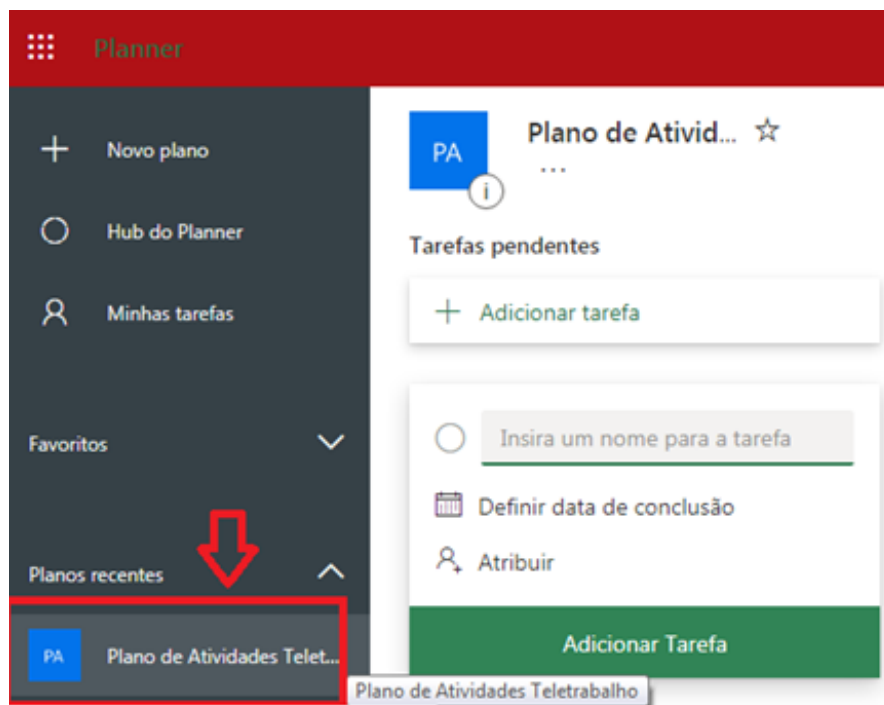 Planner
Novo plano
Hub do Planner
Minhas tarefas
Favoritos
Planos recentes
PA
Plano de Atividades Telet...
Plano de Atividades Teletrabalho
PA
Plano de Ativid...
...
Tarefas pendentes
Adicionar tarefa
Insira um nome para a tarefa
Definir data de conclusão
Atribuir
Adicionar Tarefa